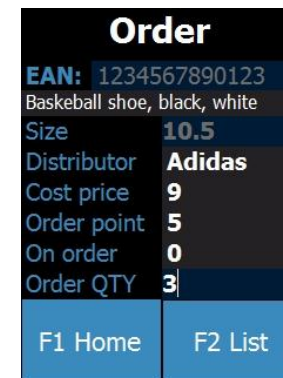 Order
EAN: 1234567890123
Baskeball shoe, black, white
Size 10.5
Distributor Adidas
Cost price 9
Order point 5
On order 0
Order QTY 3
F1 Home F2 List